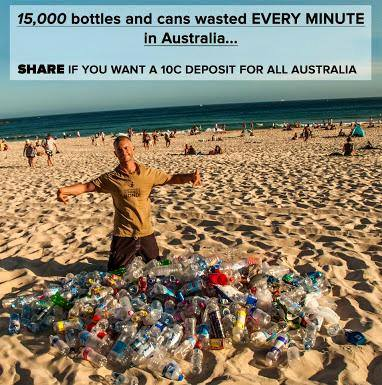 15,000 bottles and cans wasted EVERY MINUTE
in Australia...
SHARE IF YOU WANT A 10C DEPOSIT FOR ALL AUSTRALIA